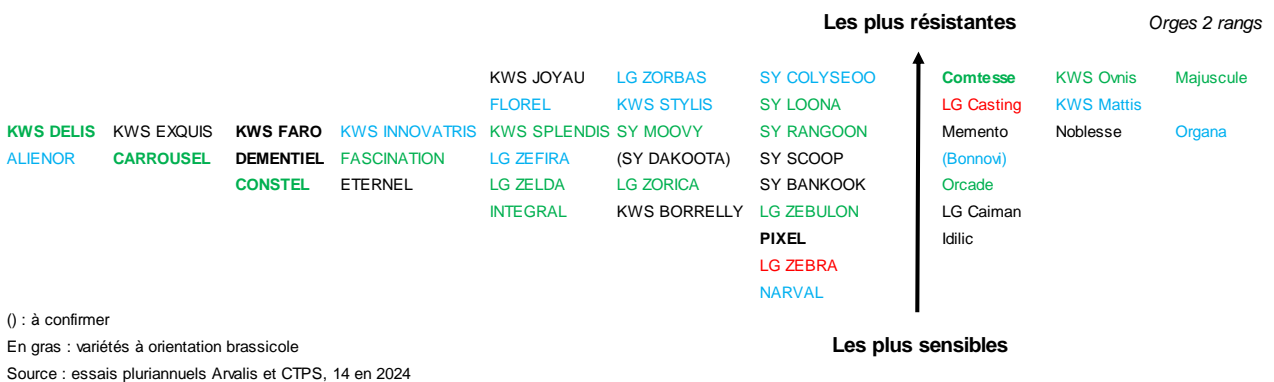 Les plus résistantes Orges 2 rangs
KWS JOYAU LG ZORBAS SY COLYSEOO Comtesse KWS Ovnis Majuscule
FLOREL KWS STYLIS SY LOONA LG Casting KWS Mattis
KWS DELIS KWS EXQUIS KWS FARO KWS INNOVATRIS KWS SPLENDIS SY MOOVY SY RANGOON Memento Noblesse Organa
ALIENOR CARROUSEL DEMENTIEL FASCINATION LG ZEFIRA (SY DAKOOTA) SY SCOOP (Bonnovi)
CONSTEL ETERNEL LG ZELDA LG ZORICA SY BANKOOK Orcade
INTEGRAL KWS BORRELLY LG ZEBULON LG Caiman
PIXEL Idilic
LG ZEBRA
NARVAL
() : à confirmer
En gras : variétés à orientation brassicole Les plus sensibles
Source : essais pluriannuels Arvalis et CTPS, 14 en 2024